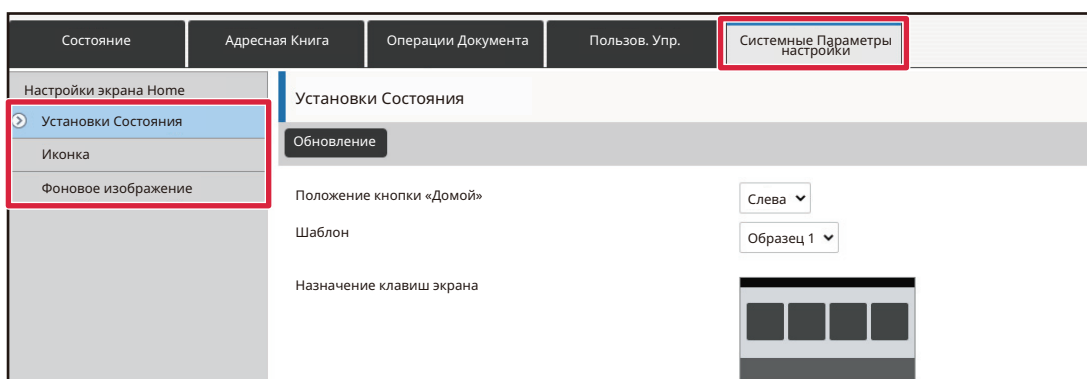 Состояние
Адресная Книга
Операции Документа
Пользов. Упр.
Системные Параметры
настройки
Настройки экрана Home
Установки Состояния
Иконка
Фоновое изображение
Установки Состояния
Обновление
Положение кнопки «Домой»
Слева
Шаблон
Образец 1
Назначение клавиш экрана